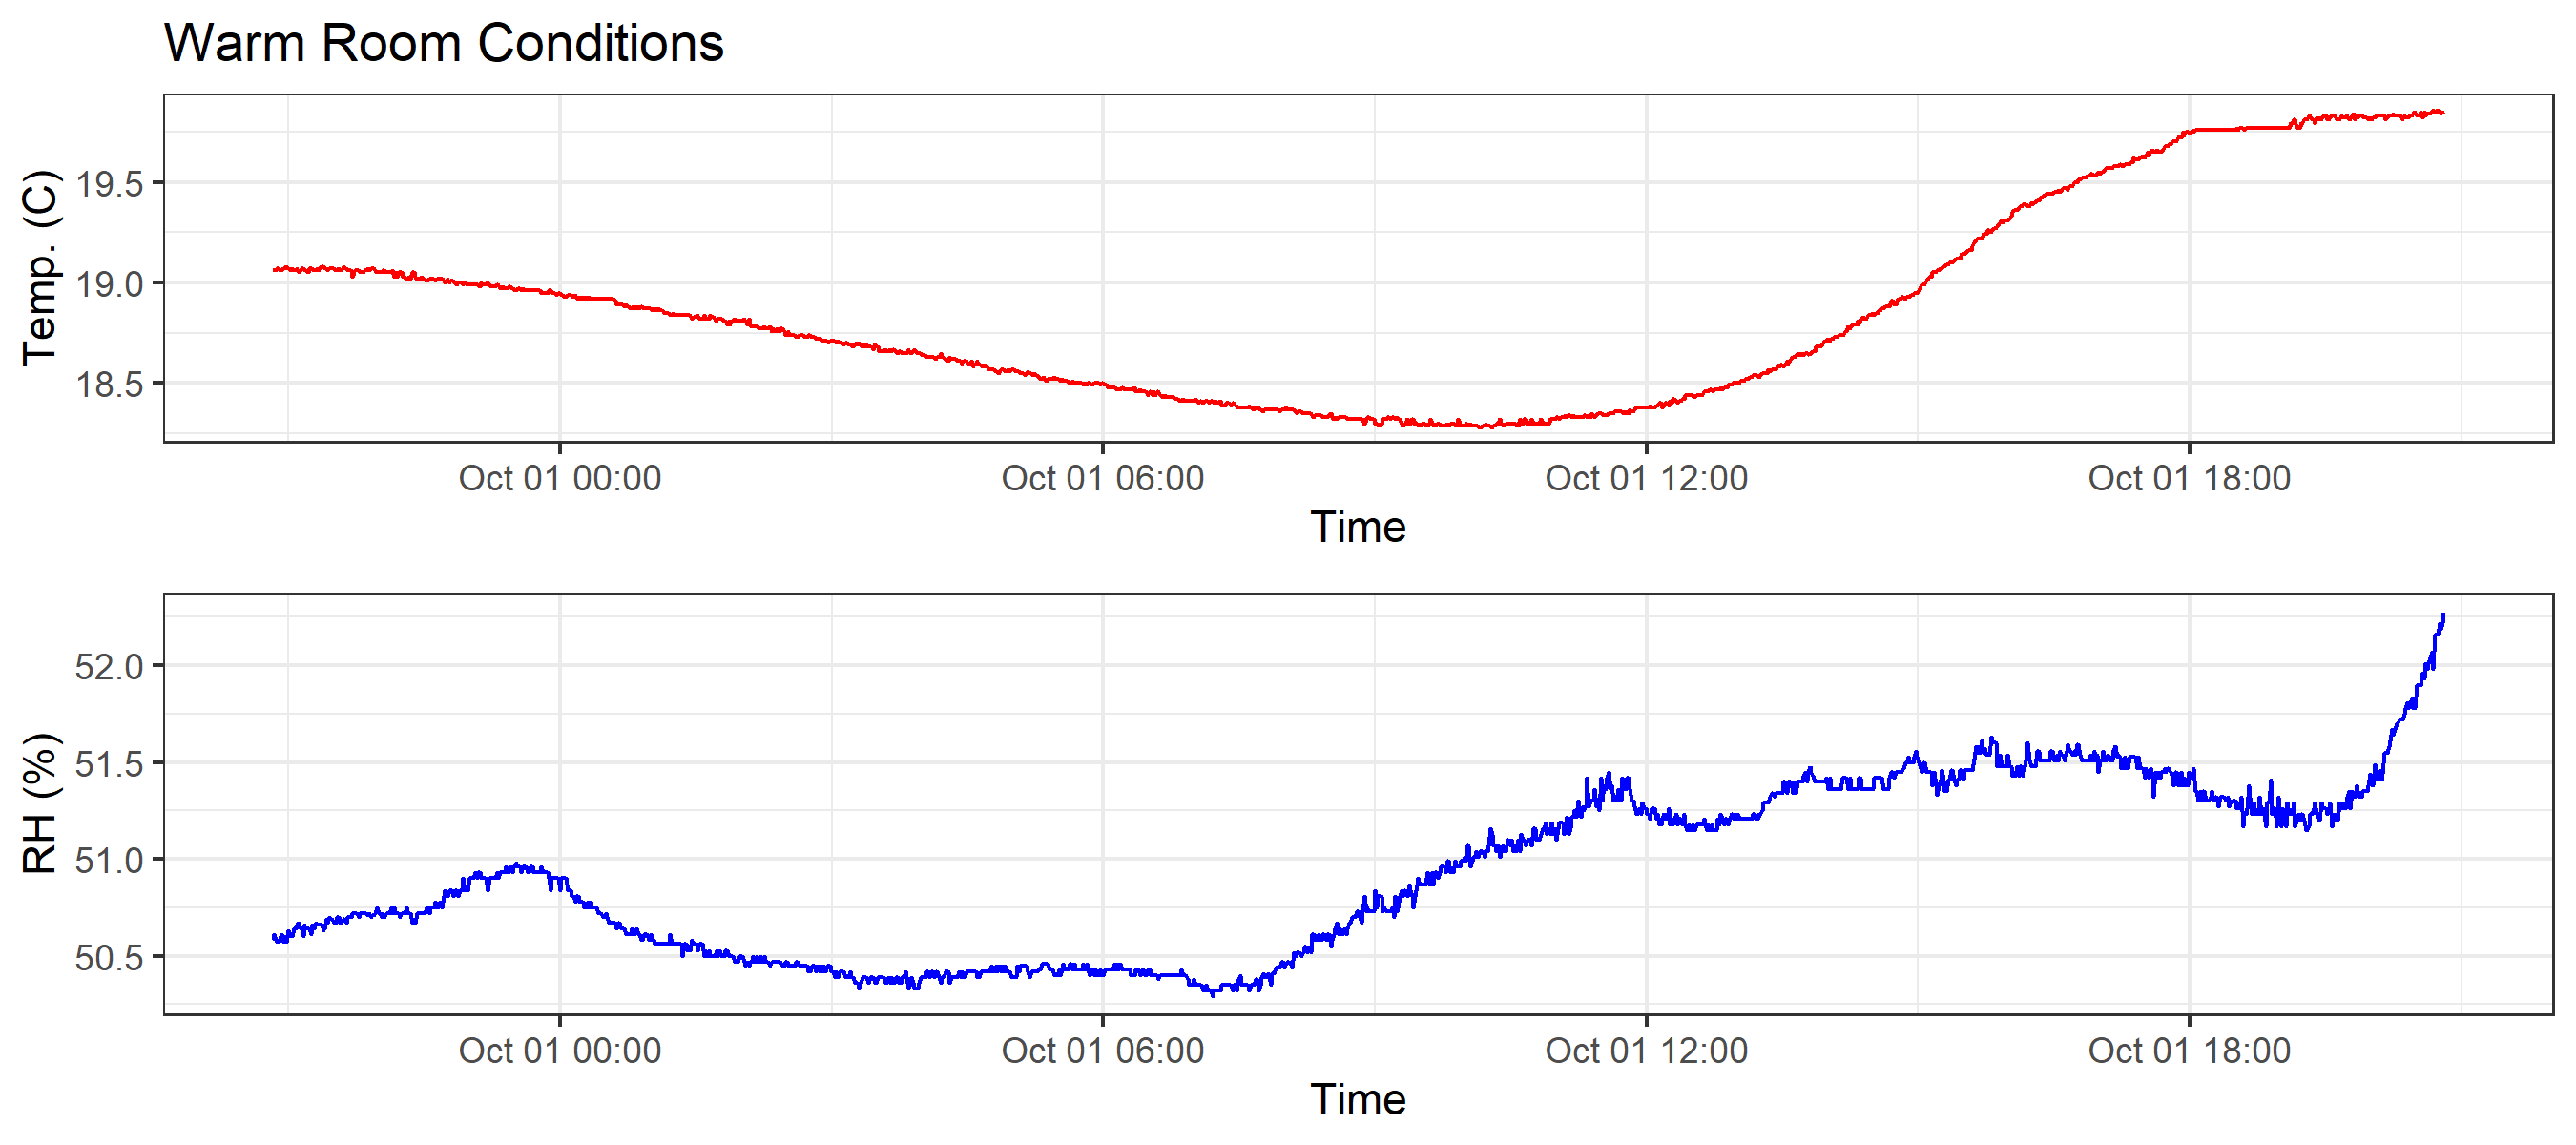 Warm Room Conditions
Temp. (C)
19.5
19.0
18.5
Oct 01 00:00 Oct 01 06:00 Oct 01 12:00 Oct 01 18:00
Time
RH (%)
52.0
51.5
51.0
50.5
Oct 01 00:00 Oct 01 06:00 Oct 01 12:00 Oct 01 18:00
Time